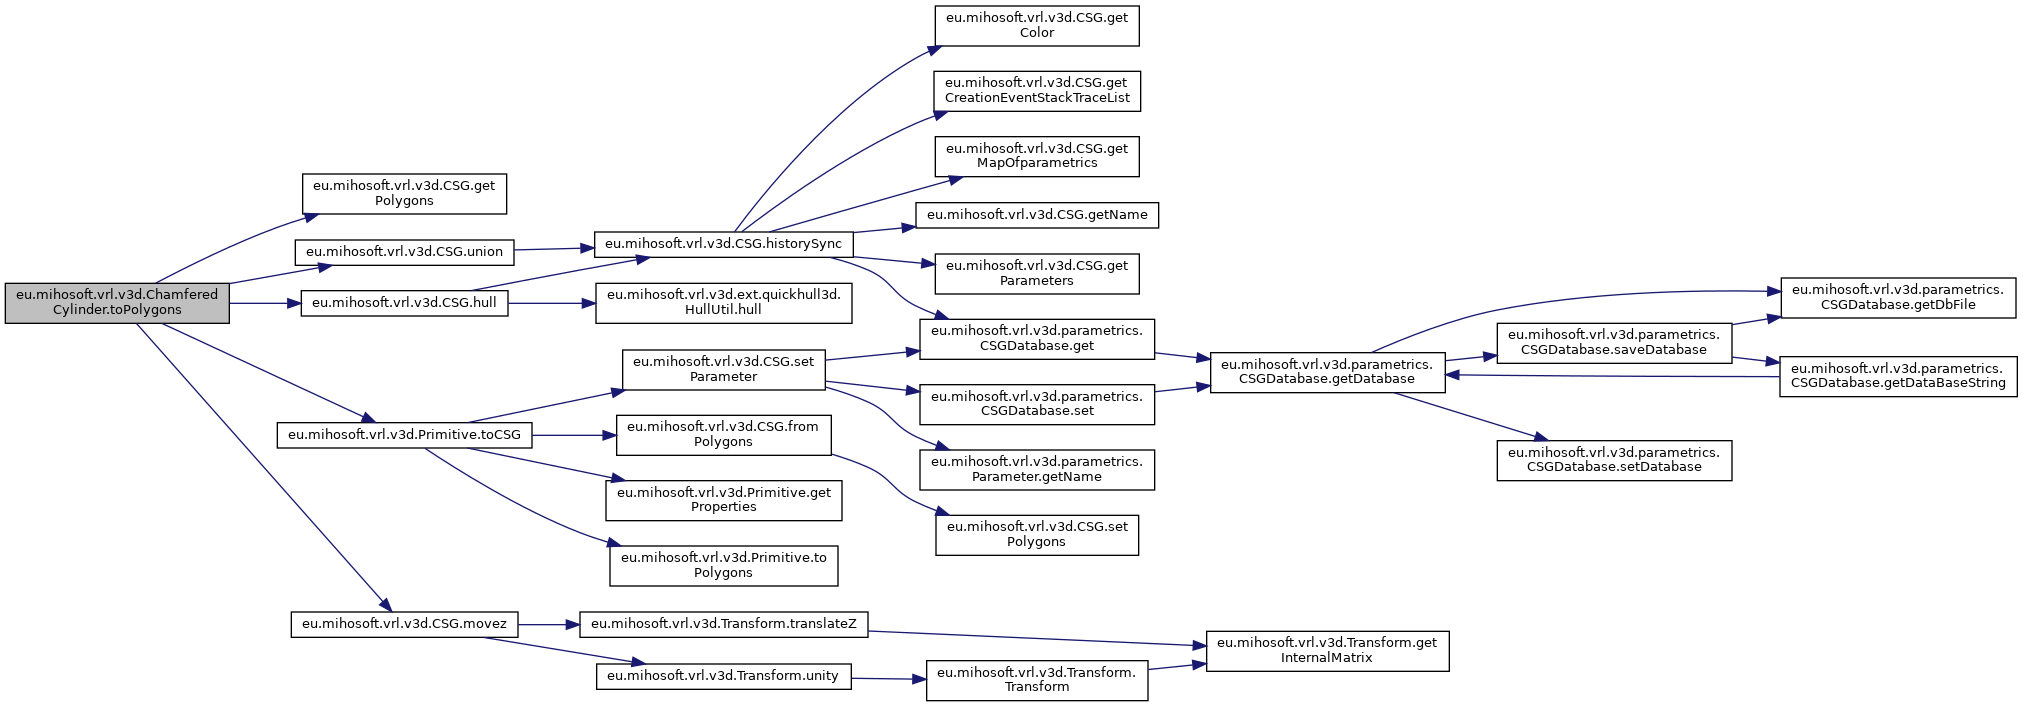 eu.mihosoft.vrl.v3d.Chamfered
Cylinder.toPolygons
eu.mihosoft.vrl.v3d.CSG.get
Polygons
eu.mihosoft.vrl.v3d.CSG.union
eu.mihosoft.vrl.v3d.CSG.hull
eu.mihosoft.vrl.v3d.Primitive.toCSG
eu.mihosoft.vrl.v3d.CSG.movez
eu.mihosoft.vrl.v3d.CSG.historySync
eu.mihosoft.vrl.v3d.ext.quickhull3d.
HullUtil.hull
eu.mihosoft.vrl.v3d.CSG.set
Parameter
eu.mihosoft.vrl.v3d.CSG.from
Polygons
eu.mihosoft.vrl.v3d.Primitive.get
Properties
eu.mihosoft.vrl.v3d.Primitive.to
Polygons
eu.mihosoft.vrl.v3d.Transform.translateZ
eu.mihosoft.vrl.v3d.Transform.unity
eu.mihosoft.vrl.v3d.CSG.get
Color
eu.mihosoft.vrl.v3d.CSG.get
CreationEventStackTraceList
eu.mihosoft.vrl.v3d.CSG.get
MapOfparametrics
eu.mihosoft.vrl.v3d.CSG.getName
eu.mihosoft.vrl.v3d.CSG.get
Parameters
eu.mihosoft.vrl.v3d.parametrics.
CSGDatabase.get
eu.mihosoft.vrl.v3d.parametrics.
CSGDatabase.set
eu.mihosoft.vrl.v3d.parametrics.
Parameter.getName
eu.mihosoft.vrl.v3d.CSG.set
Polygons
eu.mihosoft.vrl.v3d.Transform.
Transform
eu.mihosoft.vrl.v3d.parametrics.
CSGDatabase.getDatabase
eu.mihosoft.vrl.v3d.Transform.get
InternalMatrix
eu.mihosoft.vrl.v3d.parametrics.
CSGDatabase.saveDatabase
eu.mihosoft.vrl.v3d.parametrics.
CSGDatabase.setDatabase
eu.mihosoft.vrl.v3d.parametrics.
CSGDatabase.getDbFile
eu.mihosoft.vrl.v3d.parametrics.
CSGDatabase.getDataBaseString